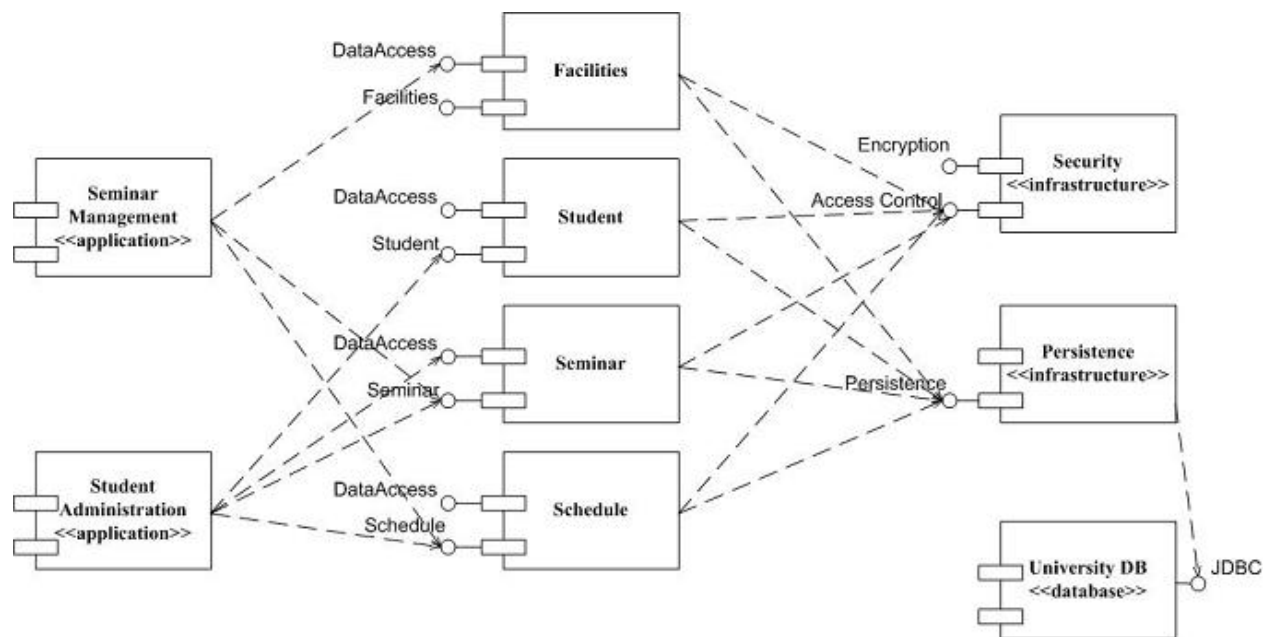 DataAccess
Facilities
Facilities
Encryption
Security
<<infrastructure>>
Access Control
Seminar
Management
<<application>>
DataAccess
Student
Student
DataAccess
Seminar
Seminar
Persistence
<<infrastructure>>
Persistence
Student
Administration
<<application>>
DataAccess
Schedule
Schedule
University DB
<<database>>
JDBC